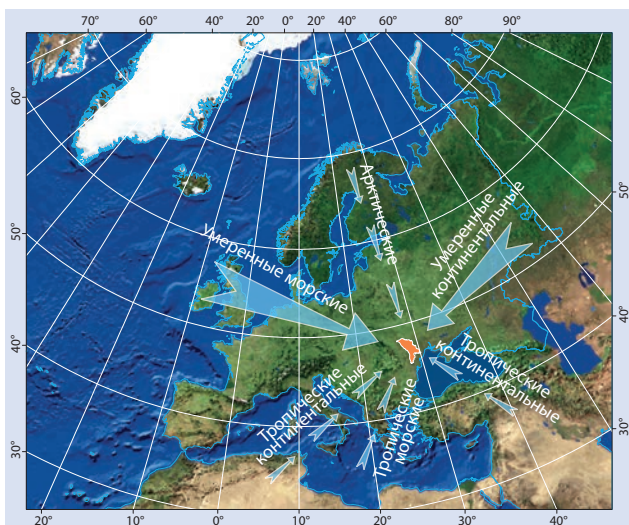 70° 60° 40° 20° 0° 20° 40° 60° 80° 90°
60°
50°
40°
30°
50°
40°
30°
Арктические
Умеренные
континентальные
умеренные морские
Тропические
континентальные
Тропические
континентальные
Тропические
морские
20° 10° 0° 10° 20° 30° 40°